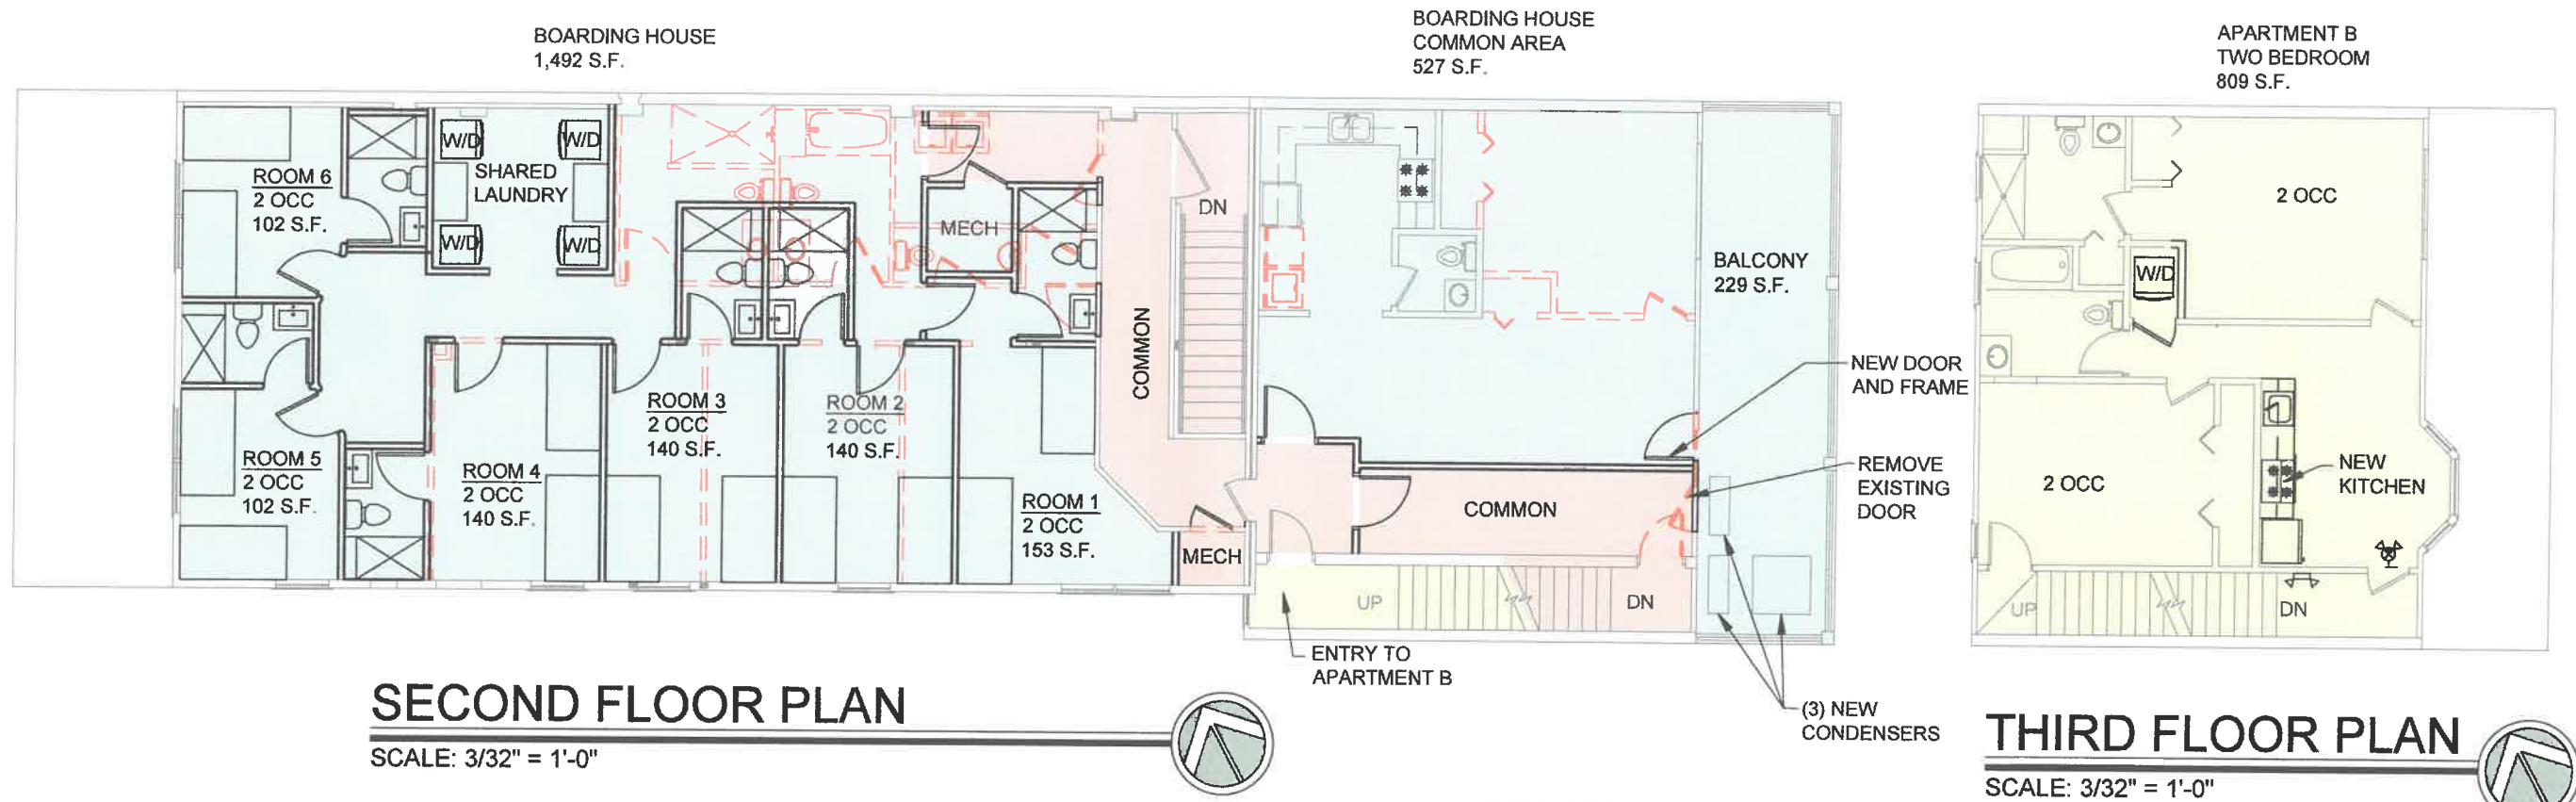 BOARDING HOUSE
1,492 S.F.
BOARDING HOUSE
COMMON AREA
527 S.F.
APARTMENT B
TWO BEDROOM
809 S.F.
ROOM 6
2 OCC
102 S.F.
W/D
W/D
SHARED
LAUNDRY
W/D
W/D
MECH
DN
COMMON
BALCONY
229 S.F.
ROOM 5
2 OCC
102 S.F.
ROOM 4
2 OCC
140 S.F.
ROOM 3
2 OCC
140 S.F.
ROOM 2
2 OCC
140 S.F.
ROOM 1
2 OCC
153 S.F.
MECH
COMMON
UP
DN
NEW DOOR
AND FRAME
REMOVE
EXISTING
DOOR
ENTRY TO
APARTMENT B
(3) NEW
CONDENSERS
2 OCC
W/D
2 OCC
NEW
KITCHEN
UP
DN
SECOND FLOOR PLAN
SCALE: 3/32" = 1'-0"
THIRD FLOOR PLAN
SCALE: 3/32" = 1'-0"